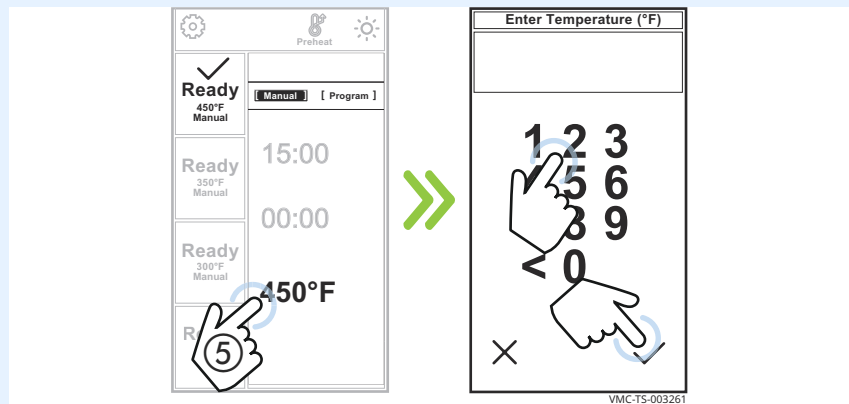 Preheat
Ready
450°F
Manual
[ Manual ] [ Program ]
Ready
350°F
Manual
15:00
00:00
Ready
300°F
Manual
450°F
5
Enter Temperature (°F)
1 2 3
5 6
8 9
< 0
VMC-TS-003261